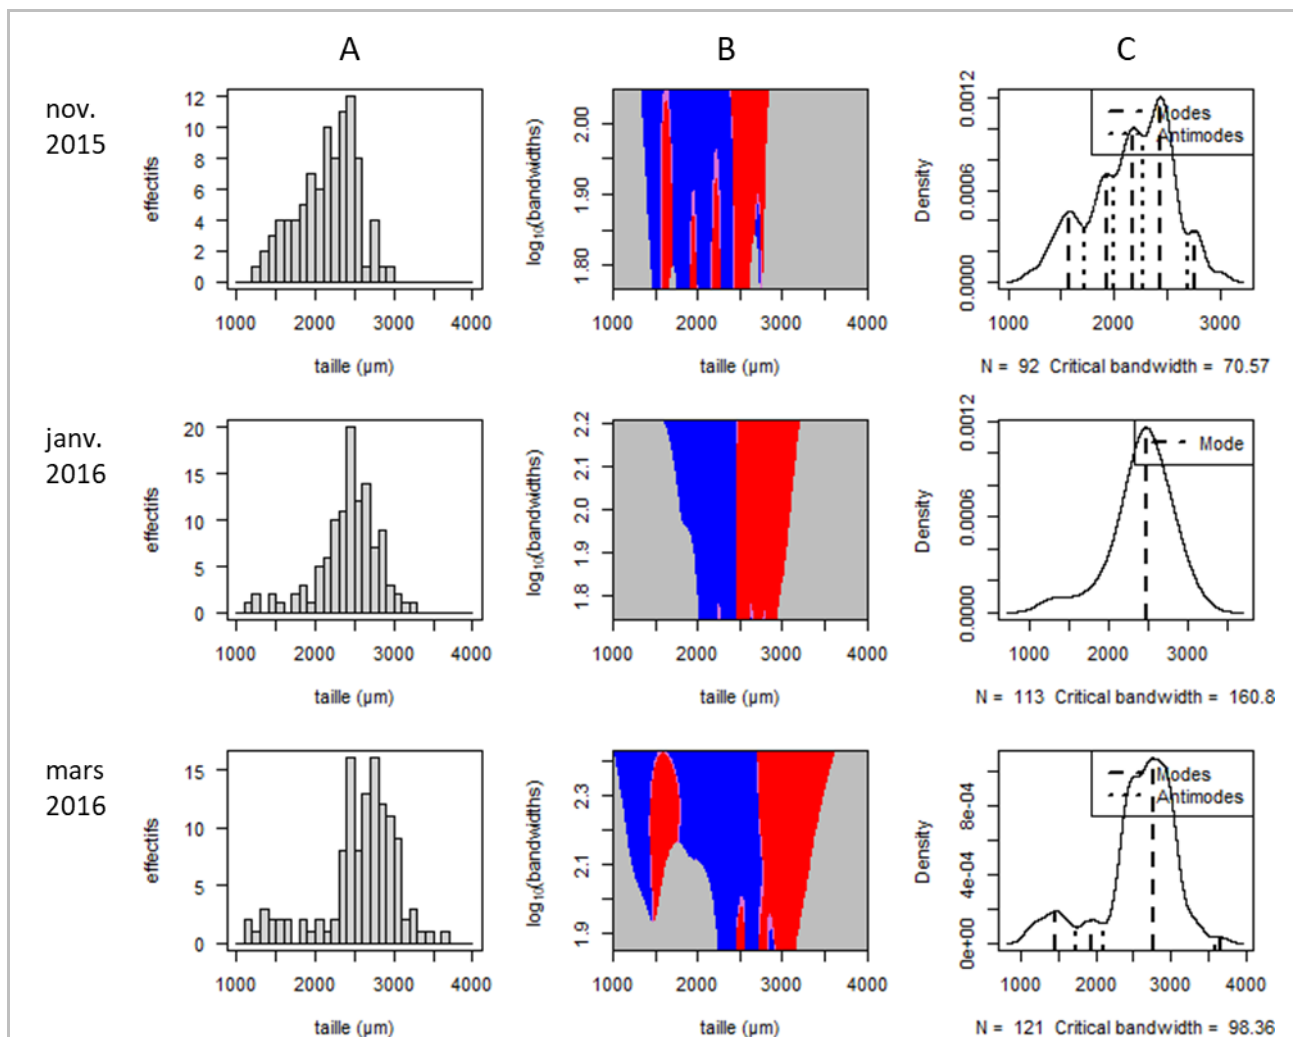 A B C
nov.
2015
effectifs
12
10
8
6
4
2
0
1000 2000 3000 4000
taille (µm)
log10(bandwidths)
2.00
1.90
1.80
1000 2000 3000 4000
taille (µm)
Density
0.0012
0.0006
0.0000
Modes
Antimodes
1000 2000 3000
N = 92 Critical bandwidth = 70.57
janv.
2016
effectifs
20
15
10
5
0
1000 2000 3000 4000
taille (µm)
log10(bandwidths)
2.2
2.1
2.0
1.9
1.8
1000 2000 3000 4000
taille (µm)
Density
0.0012
0.0006
0.0000
Mode
1000 2000 3000
N = 113 Critical bandwidth = 160.8
mars
2016
effectifs
15
10
5
0
1000 2000 3000 4000
taille (µm)
log10(bandwidths)
2.3
2.1
1.9
1000 2000 3000 4000
taille (µm)
Density
8e-04
4e-04
0e+00
Modes
Antimodes
1000 2000 3000 4000
N = 121 Critical bandwidth = 98.36